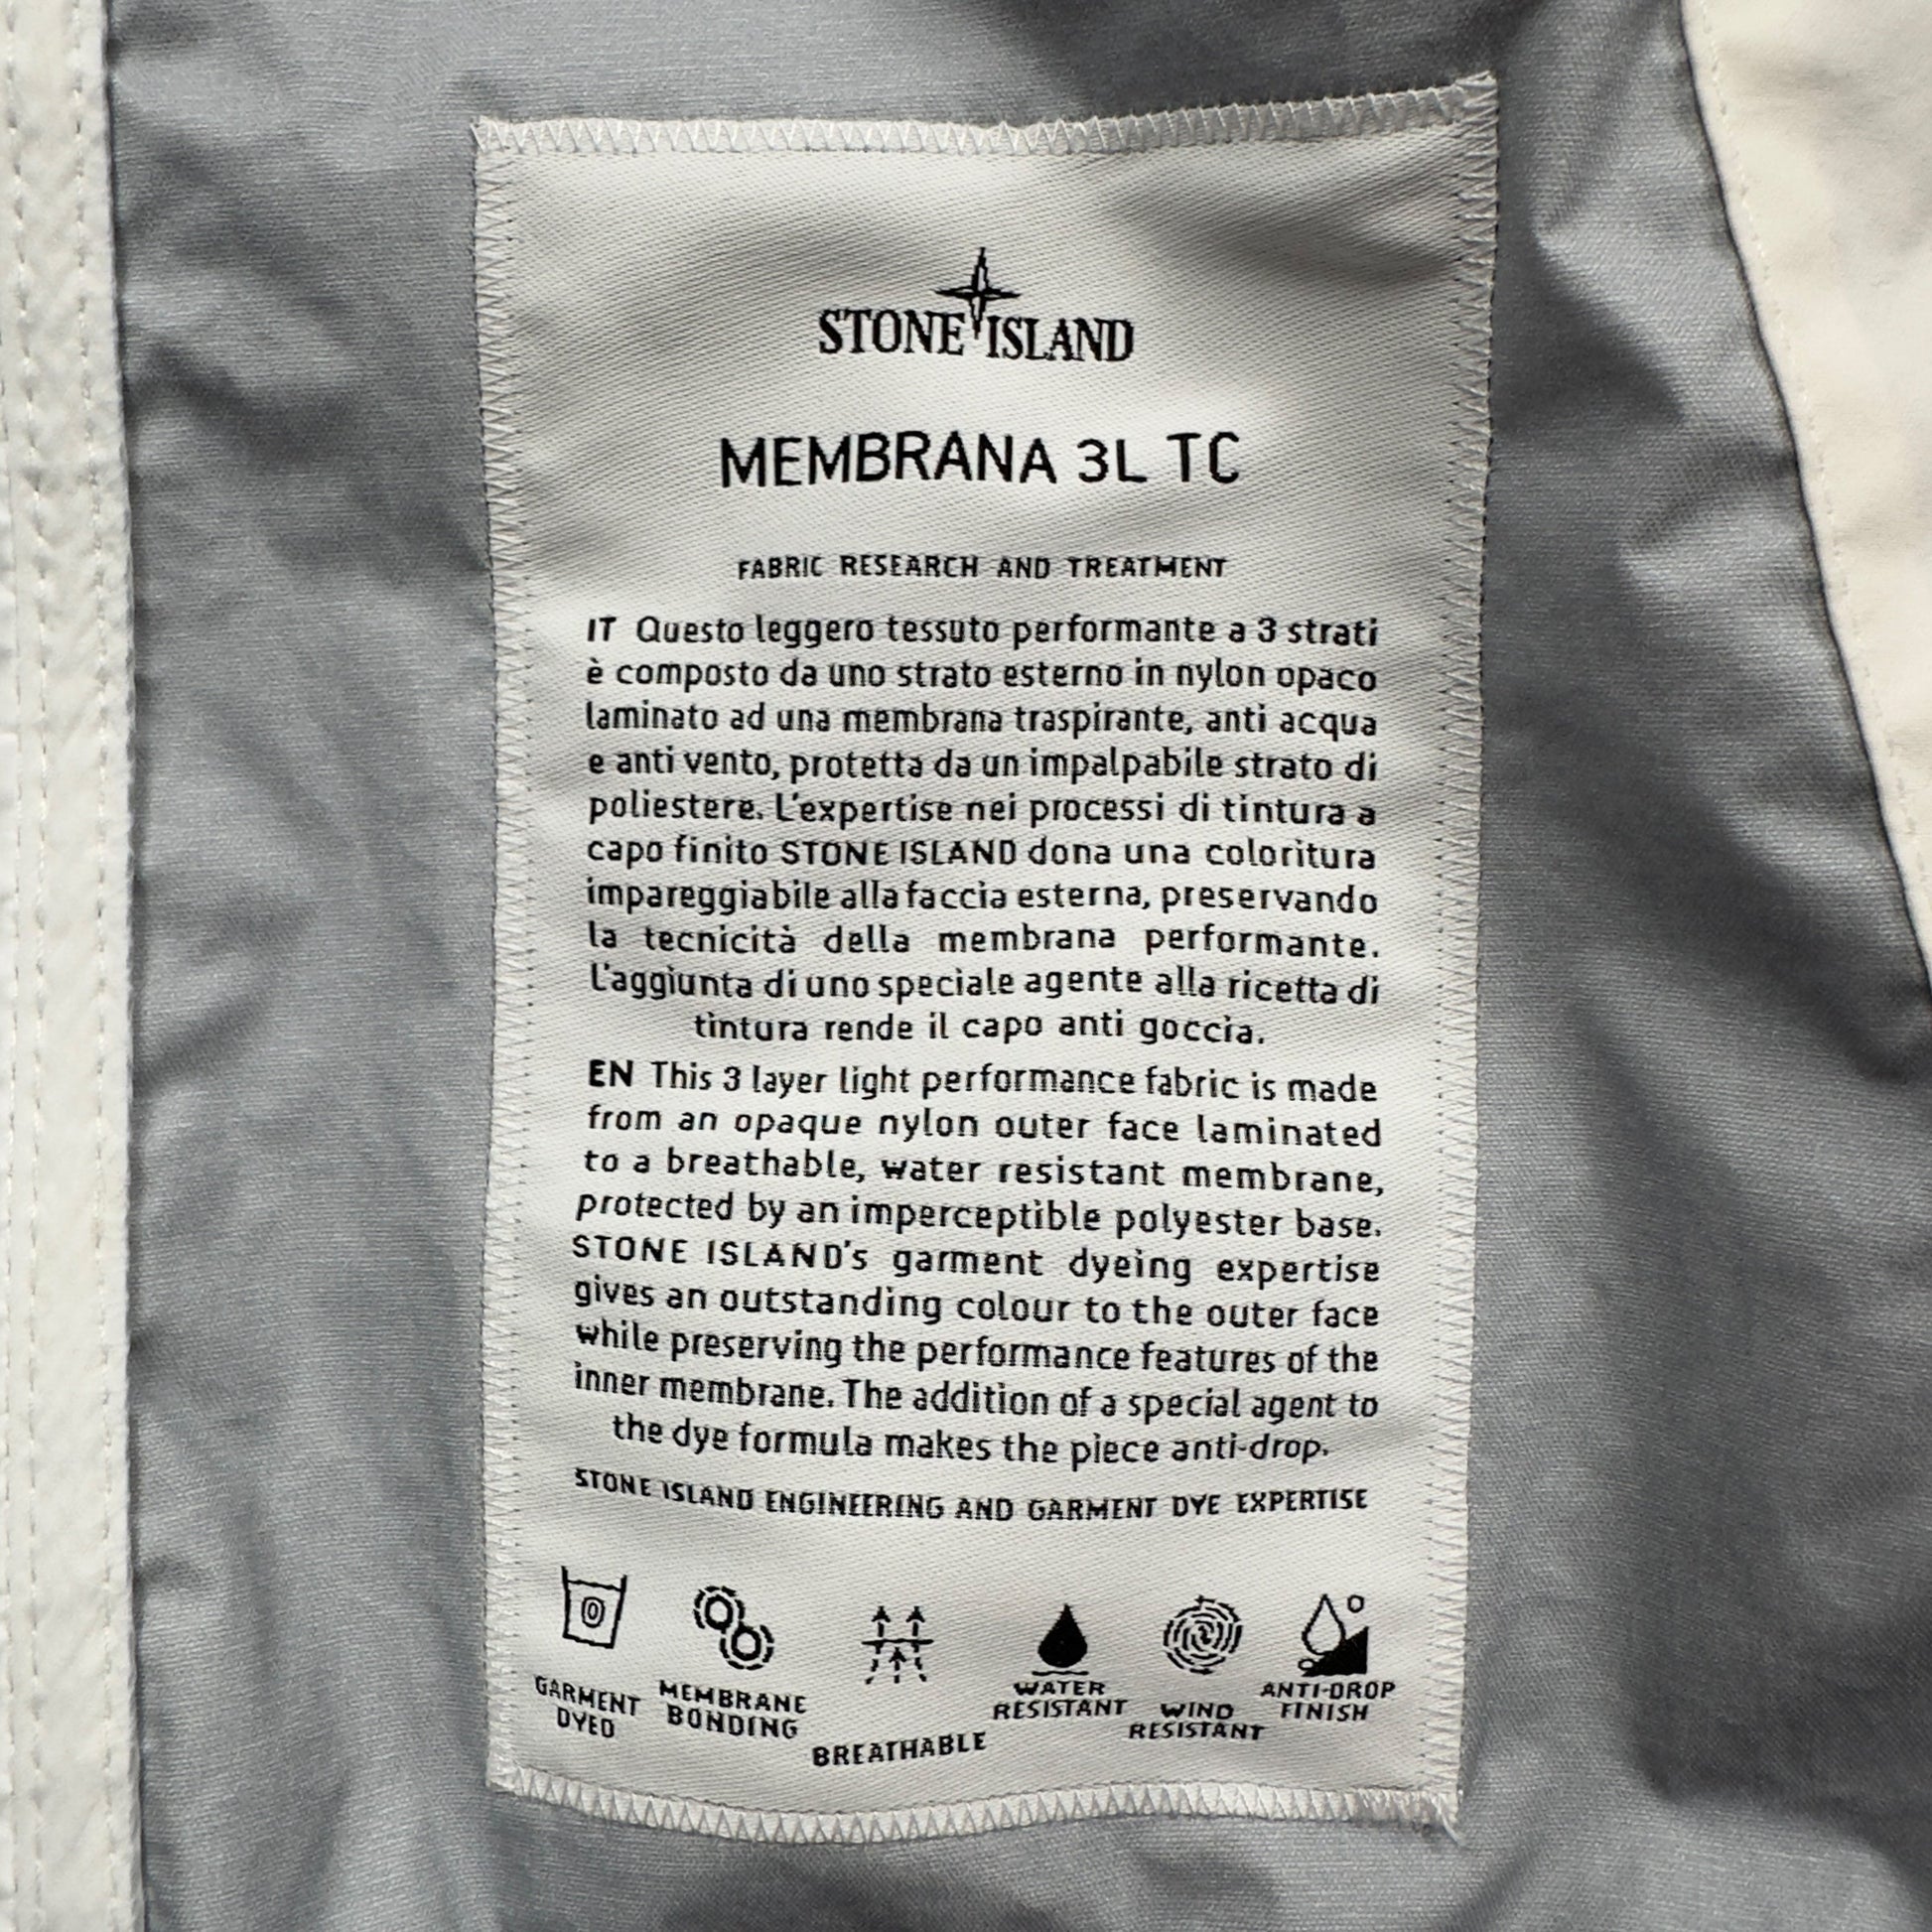 STONE ISLAND
MEMBRANA 3L TC
FABRIC RESEARCH AND TREATMENT
IT Questo leggero tessuto performante a 3 strati
è composto da uno strato esterno in nylon opaco
laminato ad una membrana traspirante, anti acqua
e anti vento, protetta da un impalpabile strato di
poliestere. L'expertise nei processi di tintura a
capo finito STONE ISLAND dona una coloritura
impareggiabile alla faccia esterna, preservando
la tecnicità della membrana performante.
L'aggiunta di uno speciale agente alla ricetta di
tintura rende il capo anti goccia.
EN This 3 layer light performance fabric is made
from an opaque nylon outer face laminated
to a breathable, water resistant membrane,
protected by an imperceptible polyester base.
STONE ISLAND's garment dyeing expertise
gives an outstanding colour to the outer face
while preserving the performance features of the
inner membrane. The addition of a special agent to
the dye formula makes the piece anti-drop.
STONE ISLAND ENGINEERING AND GARMENT DYE EXPERTISE
GARMENT
DYED
MEMBRANE
BONDING
BREATHABLE
WATER
RESISTANT
WIND
RESISTANT
ANTI-DROP
FINISH